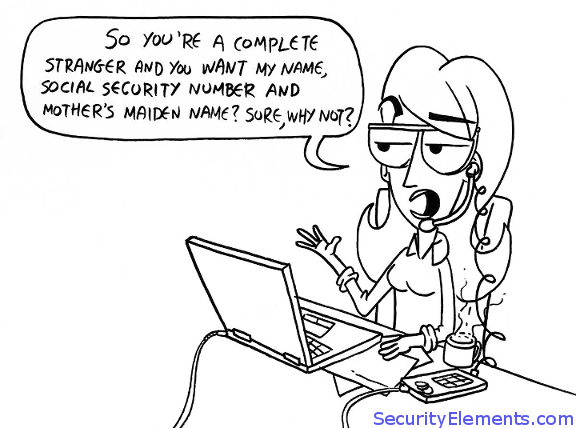 SO YOU'RE A COMPLETE
STRANGER AND YOU WANT MY NAME,
SOCIAL SECURITY NUMBER AND
MOTHER'S MAIDEN NAME? SURE, WHY NOT?
SecurityElements.com